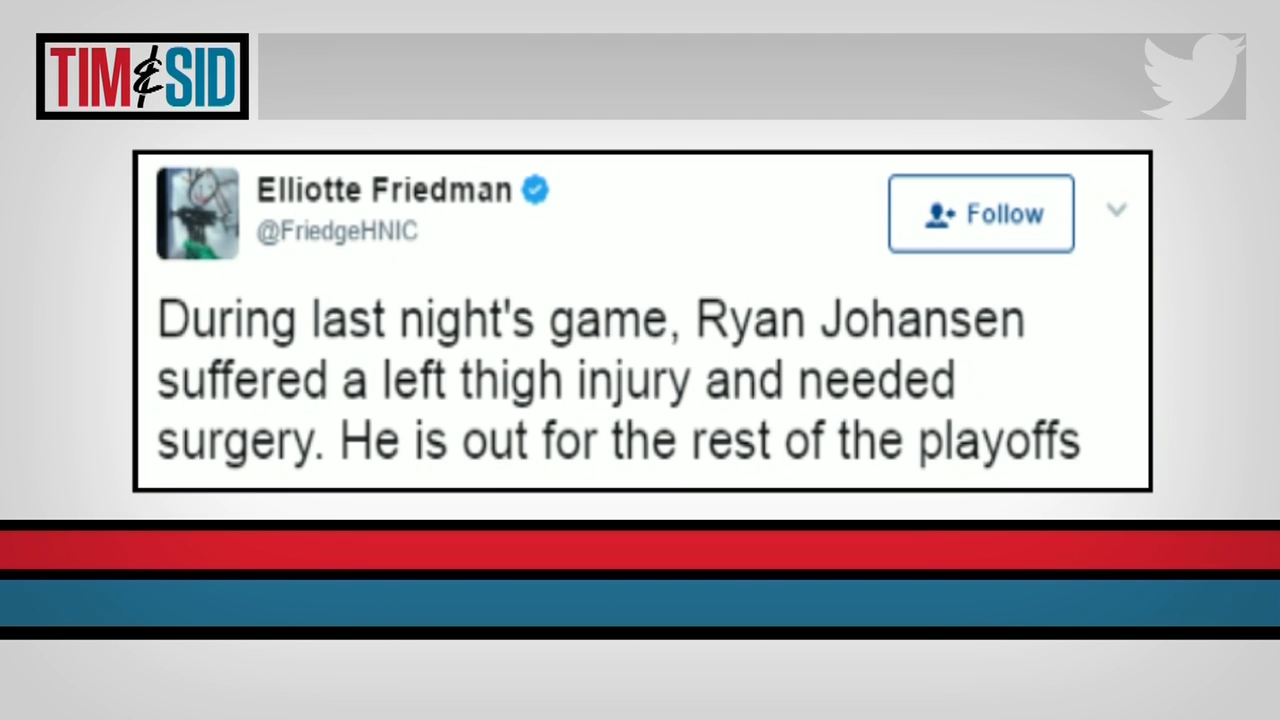 TIM & SID
Elliotte Friedman
@FriedgeHNIC
Follow
During last night's game, Ryan Johansen
suffered a left thigh injury and needed
surgery. He is out for the rest of the playoffs